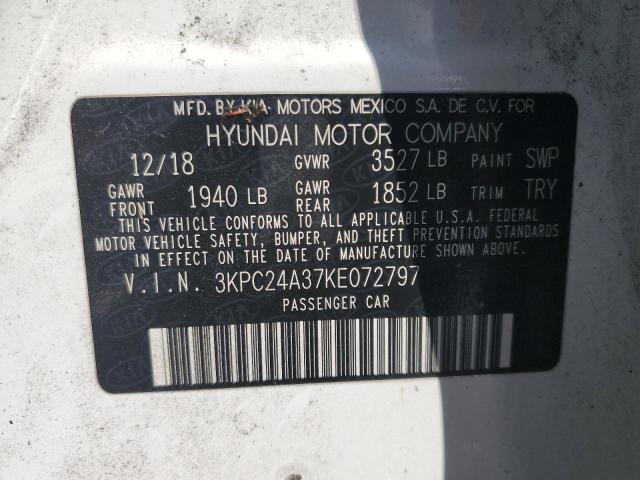 MFD. BY KIA MOTORS MEXICO S.A. DE C.V. FOR
HYUNDAI MOTOR COMPANY
12/18 GVWR 3527 LB PAINT SWP
GAWR FRONT 1940 LB GAWR REAR 1852 LB TRIM TRY
THIS VEHICLE CONFORMS TO ALL APPLICABLE U.S.A. FEDERAL
MOTOR VEHICLE SAFETY, BUMPER, AND THEFT PREVENTION STANDARDS
IN EFFECT ON THE DATE OF MANUFACTURE SHOWN ABOVE.
V.I.N. 3KPC24A37KE072797
PASSENGER CAR